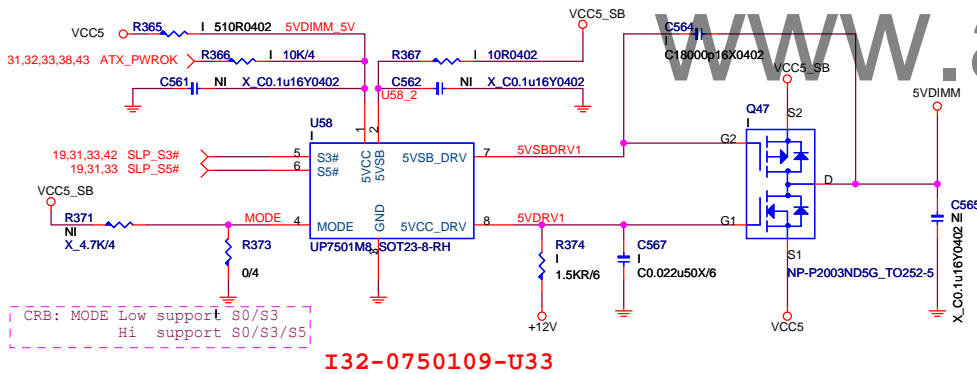 www.a
R365
I 510R0402
5VDIMM_5V
VCC5
31,32,33,38,43 ATX_PWROK
R366
I 10K/4
R367
I 10R0402
VCC5_SB
C561
NI X_C0.1u16Y0402
C562
NI X_C0.1u16Y0402
U58_2
C564
I
C18000p16X0402
VCC5_SB
5VDIMM
Q47
I
S2
G2
D
G1
S1
NP-P2003ND5G_TO252-5
VCC5
U58
I
1
2
5VCC
5VSB
19,31,33,42 SLP_S3#
5
S3#
19,31,33 SLP_S5#
6
S5#
5VSB_DRV
7
5VSBDRV1
VCC5_SB
R371
NI
X_4.7K/4
MODE
4
MODE
GND
5VCC_DRV
8
5VDRV1
UP7501M8_SOT23-8-RH
R373
I
0/4
R374
I
1.5KR/6
+12V
C567
I
C0.022u50X/6
C565
NI
X_C0.1u16Y0402
CRB: MODE Low support S0/S3
Hi support S0/S3/S5
I32-0750109-U33